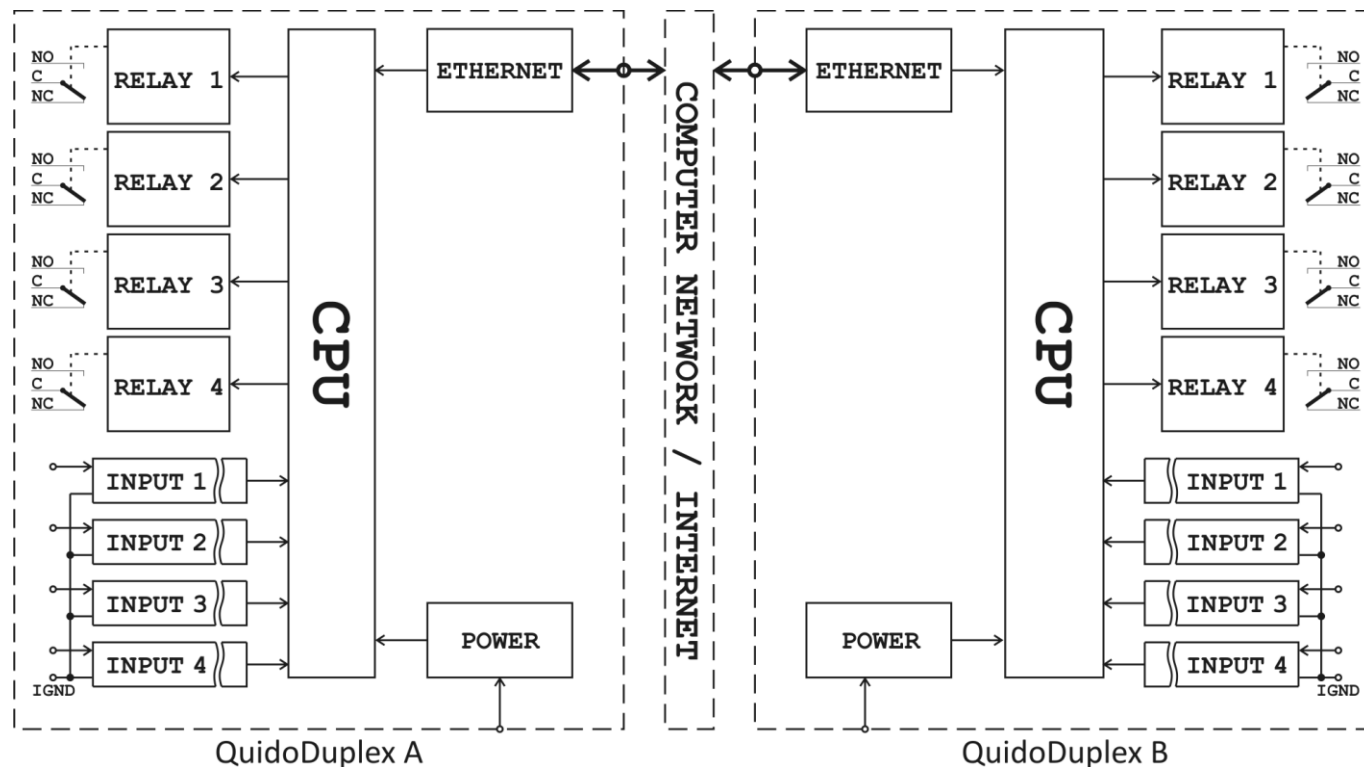 NO
C
NC
RELAY 1
NO
C
NC
RELAY 2
NO
C
NC
RELAY 3
NO
C
NC
RELAY 4
INPUT 1
INPUT 2
INPUT 3
INPUT 4
IGND
CPU
ETHERNET
POWER
QuidoDuplex A
COMPUTER NETWORK / INTERNET
ETHERNET
POWER
CPU
RELAY 1
NO
C
NC
RELAY 2
NO
C
NC
RELAY 3
NO
C
NC
RELAY 4
NO
C
NC
INPUT 1
INPUT 2
INPUT 3
INPUT 4
IGND
QuidoDuplex B